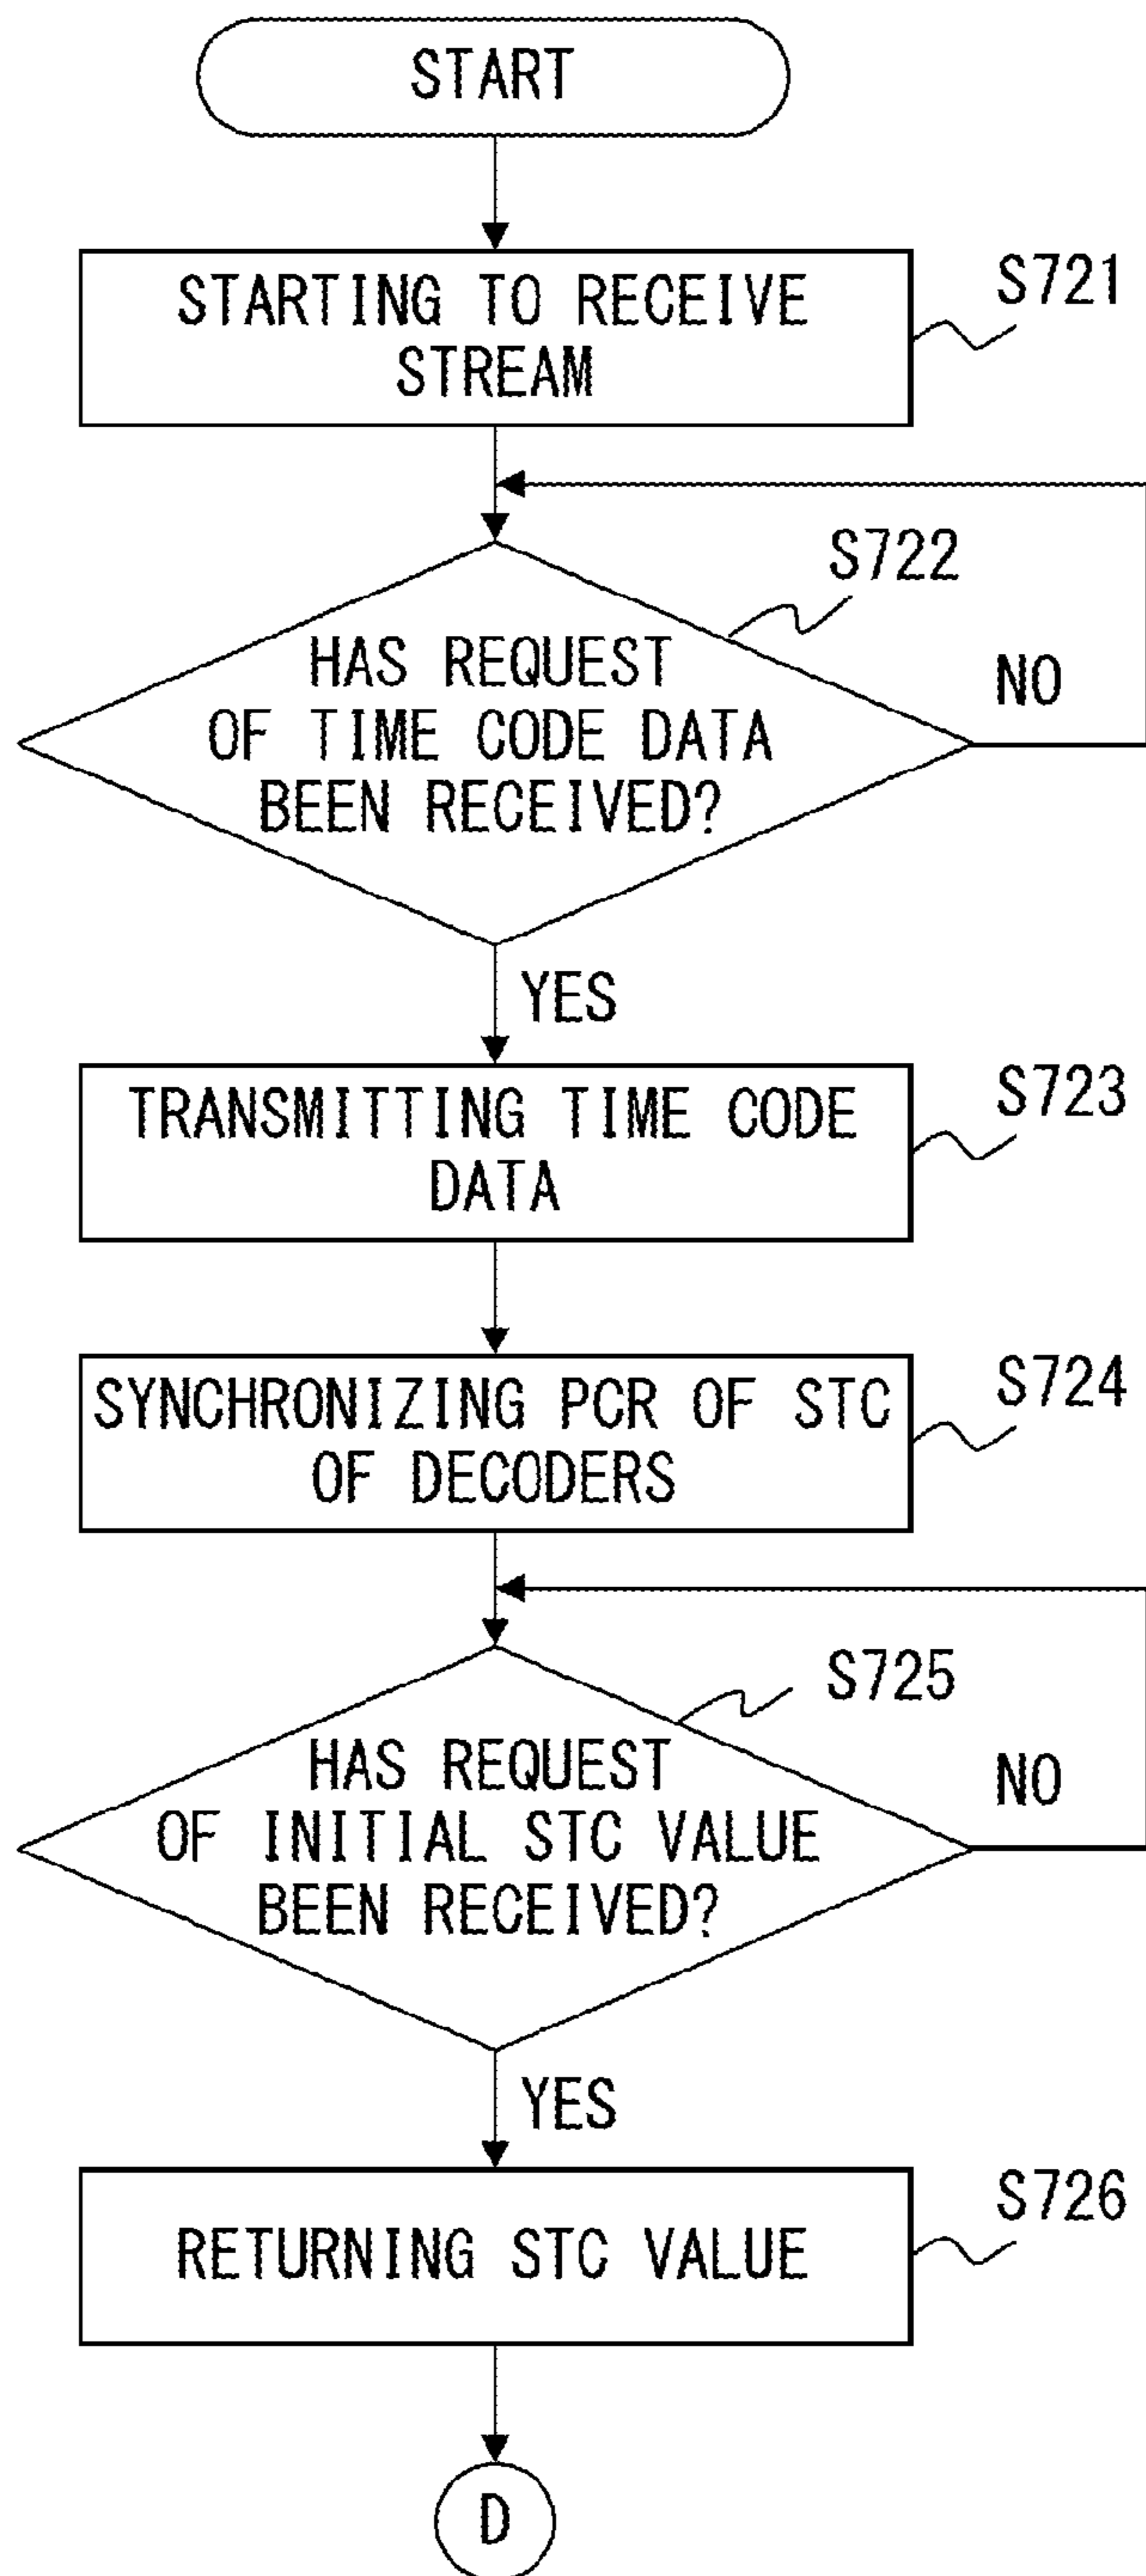 START
STARTING TO RECEIVE
STREAM
S721
S722
HAS REQUEST
OF TIME CODE DATA
BEEN RECEIVED?
NO
YES
TRANSMITTING TIME CODE
DATA
S723
SYNCHRONIZING PCR OF STC
OF DECODERS
S724
S725
HAS REQUEST
OF INITIAL STC VALUE
BEEN RECEIVED?
NO
YES
RETURNING STC VALUE
S726
D